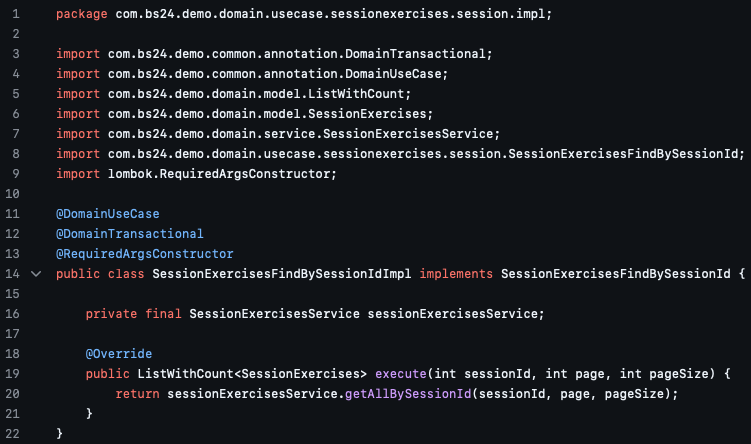 1 package com.bs24.demo.domain.usecase.sessionexercises.session.impl;
2
3 import com.bs24.demo.common.annotation.DomainTransactional;
4 import com.bs24.demo.common.annotation.DomainUseCase;
5 import com.bs24.demo.domain.model.ListWithCount;
6 import com.bs24.demo.domain.model.SessionExercises;
7 import com.bs24.demo.domain.service.SessionExercisesService;
8 import com.bs24.demo.domain.usecase.sessionexercises.session.SessionExercisesFindBySessionId;
9 import lombok.RequiredArgsConstructor;
10
11 @DomainUseCase
12 @DomainTransactional
13 @RequiredArgsConstructor
14 public class SessionExercisesFindBySessionIdImpl implements SessionExercisesFindBySessionId {
15
16     private final SessionExercisesService sessionExercisesService;
17
18     @Override
19     public ListWithCount<SessionExercises> execute(int sessionId, int page, int pageSize) {
20         return sessionExercisesService.getAllBySessionId(sessionId, page, pageSize);
21     }
22 }